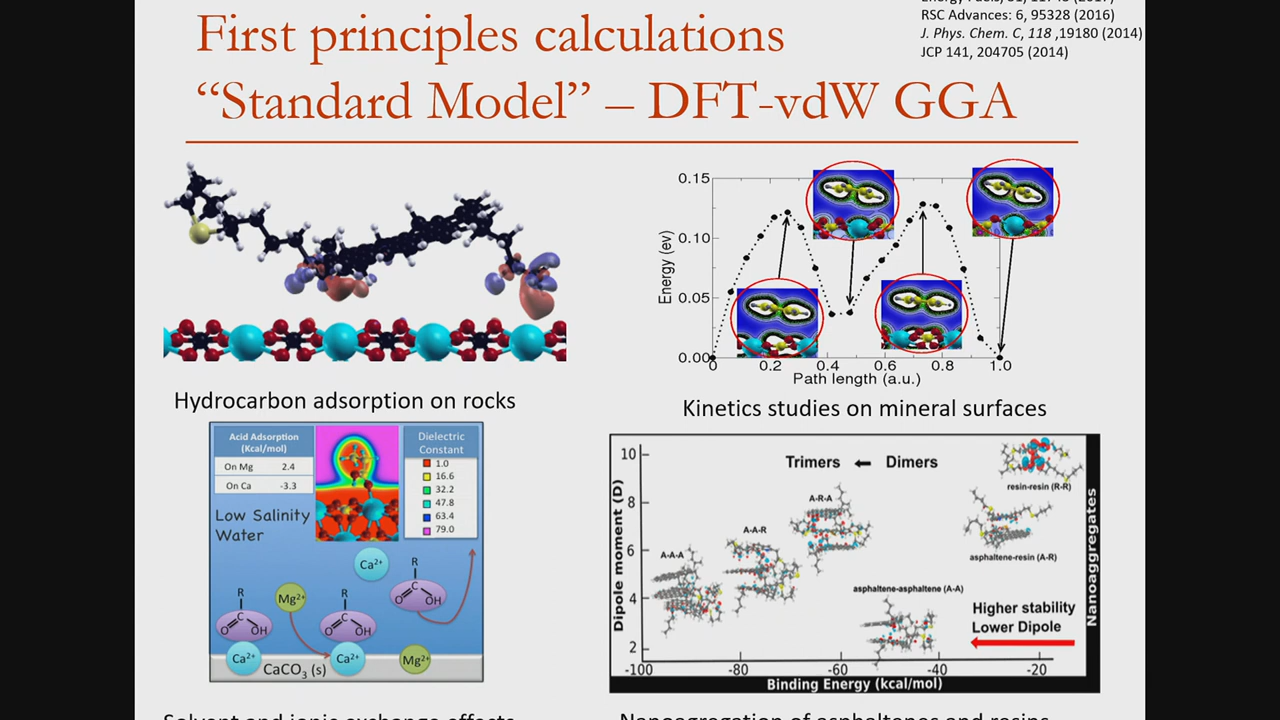 RSC Advances: 6, 95328 (2016)
J. Phys. Chem. C, 118 ,19180 (2014)
JCP 141, 204705 (2014)
First principles calculations
“Standard Model” – DFT-vdW GGA
Hydrocarbon adsorption on rocks
0.15
0.10
0.05
0.00
Energy (ev)
0
0.2
0.4
0.6
0.8
1.0
Path length (a.u.)
Kinetics studies on mineral surfaces
Acid Adsorption
(Kcal/mol)
On Mg 2.4
On Ca -3.3
Dielectric
Constant
1.0
16.6
32.2
47.8
63.4
79.0
Low Salinity
Water
Ca2+
R
C
O
OH
Mg2+
R
C
O
OH
R
C
O
OH
Ca2+
Ca2+
Mg2+
CaCO3 (s)
Solvent and ionic exchange effects
Dipole moment (D)
10
8
6
4
2
Trimers ← Dimers
resin-resin (R-R)
A-R-A
A-A-R
A-A-A
asphaltene-resin (A-R)
asphaltene-asphaltene (A-A)
Higher stability
Lower Dipole
Nanoaggregates
-100
-80
-60
-40
-20
Binding Energy (kcal/mol)
Nanoagregation of asphaltenes and resins